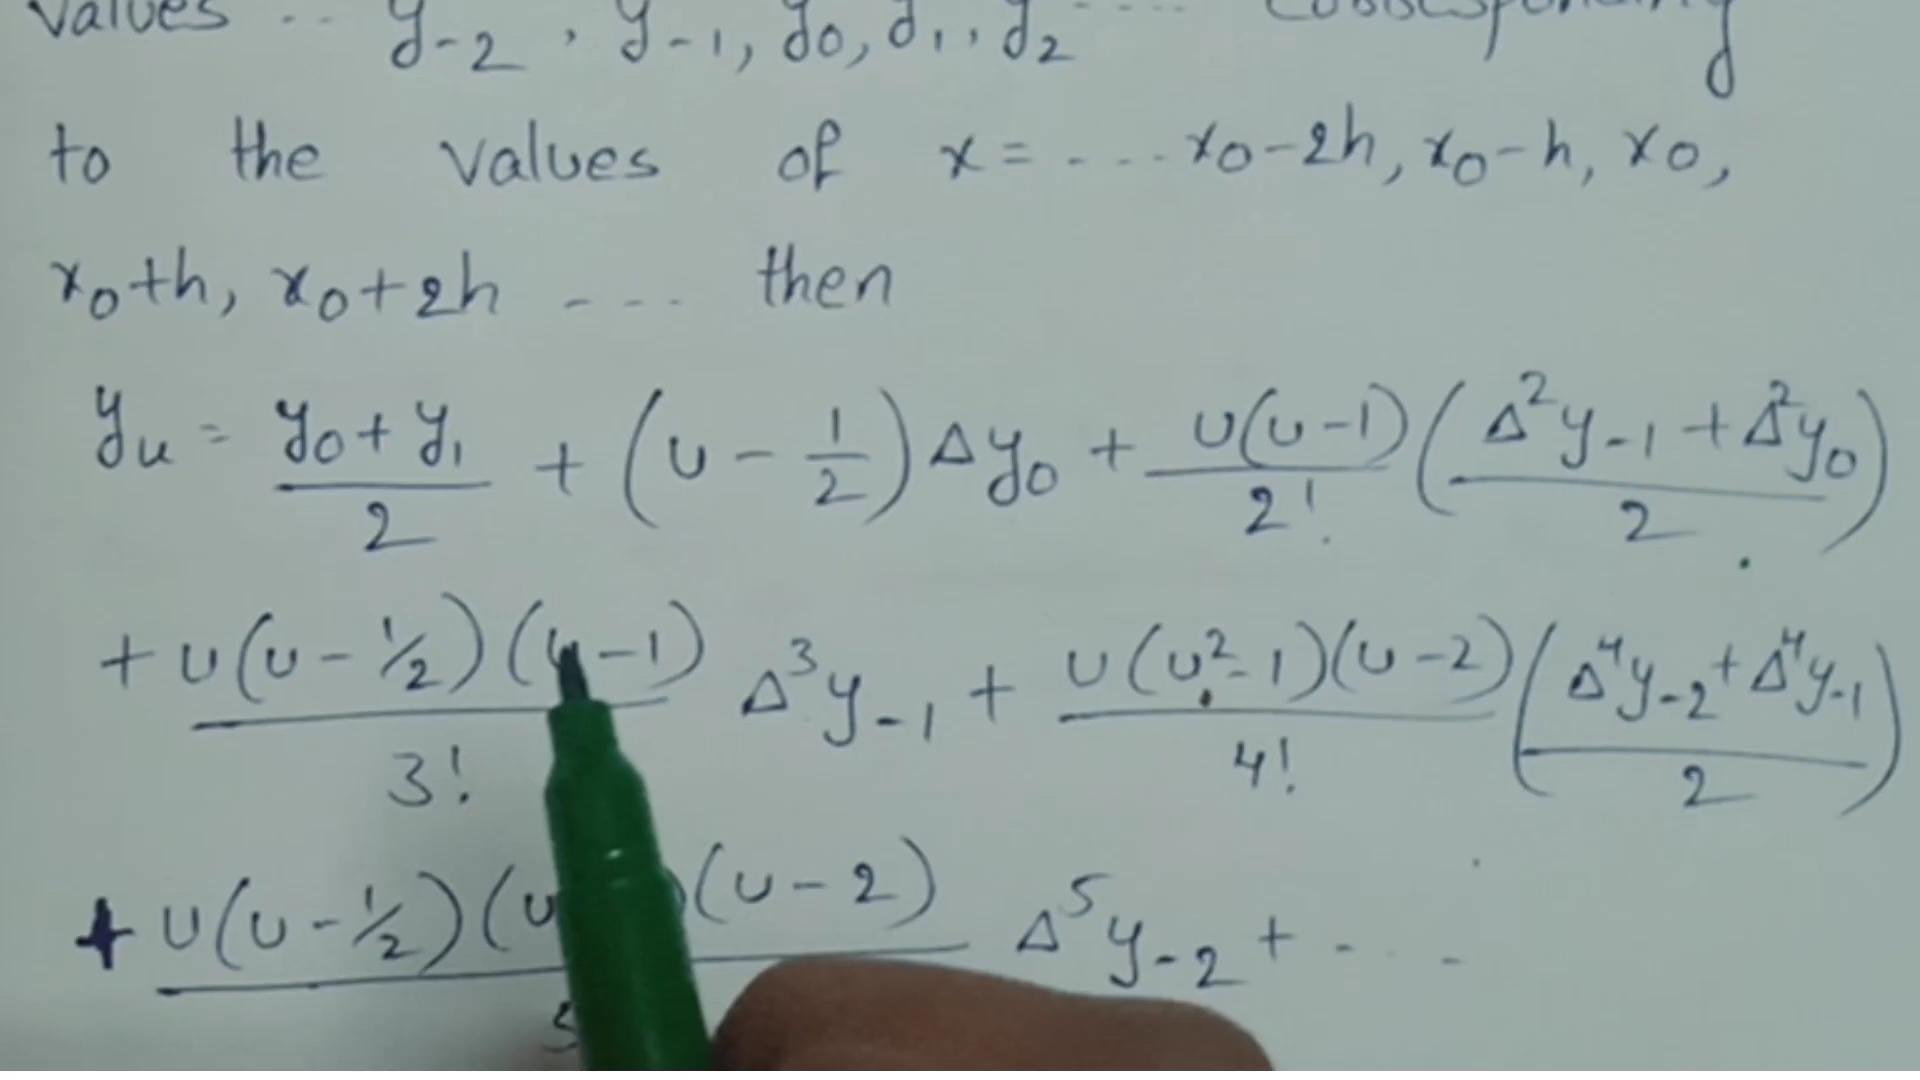 values .. y₋₂, y₋₁, y₀, y₁, y₂ .... corresponding
to the values of x = ....x₀-2h, x₀-h, x₀,
x₀+h, x₀+2h .... then
yᵤ = (y₀+y₁)/2 + (u - 1/2)Δy₀ + u(u-1)/2! ((Δ²y₋₁+Δ²y₀)/2)
+ u(u-1/2)(u-1)/3! Δ³y₋₁ + u(u²-1)(u-2)/4! ((Δ⁴y₋₂+Δ⁴y₋₁)/2)
+ u(u-1/2)(u )(u-2)/5 Δ⁵y₋₂ + ...